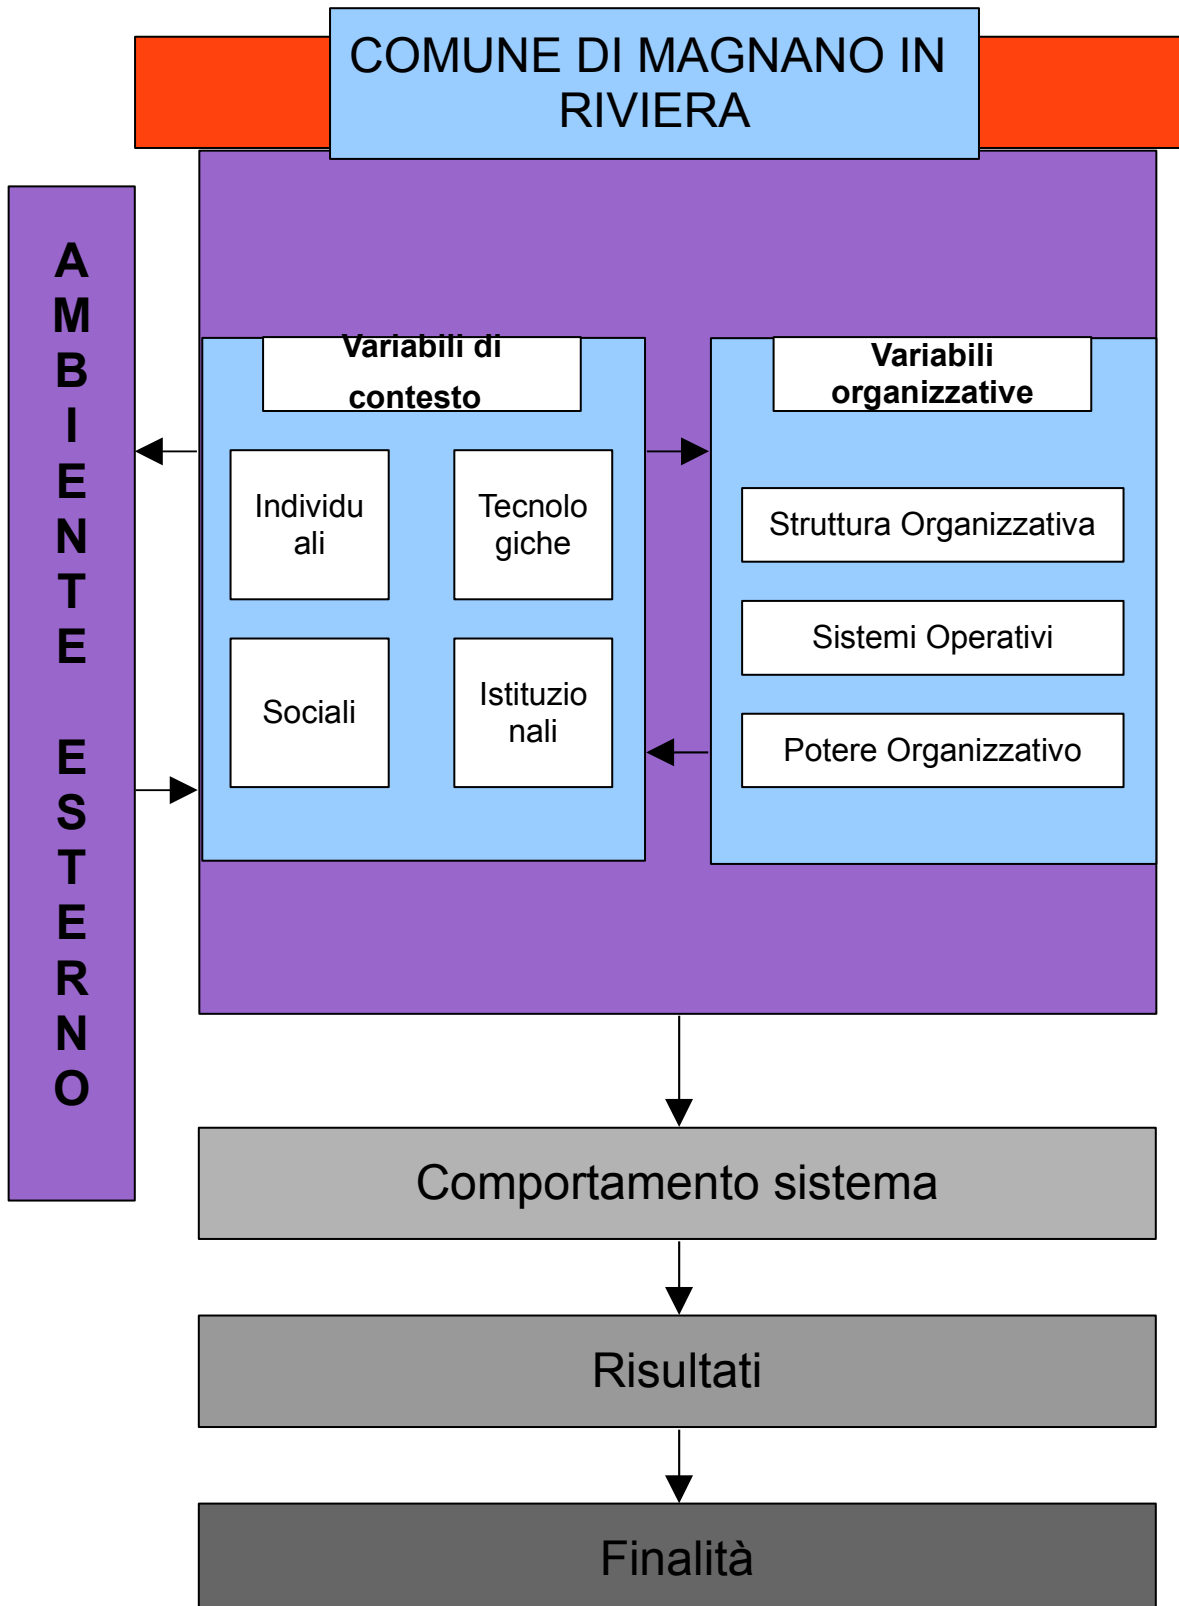 COMUNE DI MAGNANO IN
RIVIERA
A
M
B
I
E
N
T
E
E
S
T
E
R
N
O
Variabili di
contesto
Individu
ali
Tecnolo
giche
Sociali
Istituzio
nali
Variabili
organizzative
Struttura Organizzativa
Sistemi Operativi
Potere Organizzativo
Comportamento sistema
Risultati
Finalità